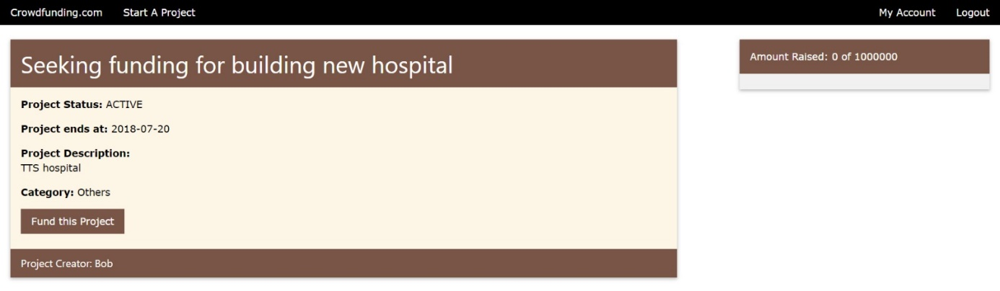 Crowdfunding.com Start A Project My Account Logout
Seeking funding for building new hospital
Amount Raised: 0 of 1000000
Project Status: ACTIVE
Project ends at: 2018-07-20
Project Description:
TTS hospital
Category: Others
Fund this Project
Project Creator: Bob